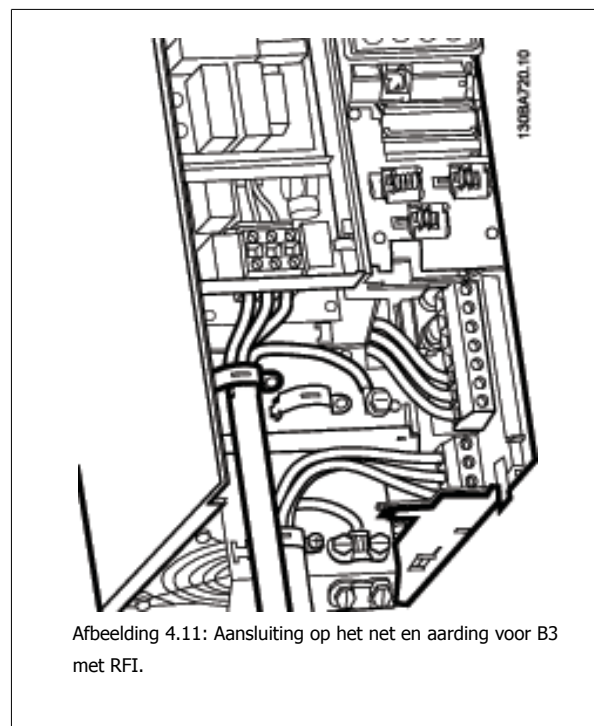 130BA720.10
Afbeelding 4.11: Aansluiting op het net en aarding voor B3
met RFI.